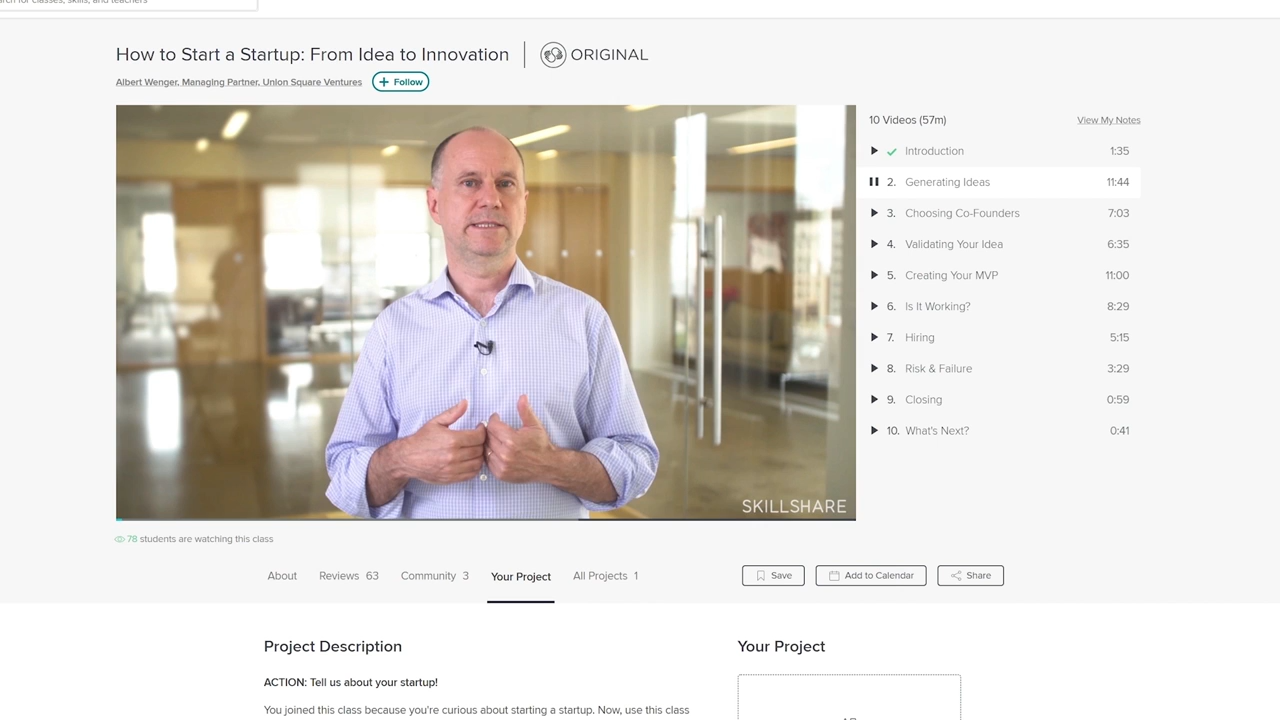 How to Start a Startup: From Idea to Innovation
ORIGINAL
Albert Wenger, Managing Partner, Union Square Ventures
+ Follow
10 Videos (57m)
View My Notes
Introduction 1:35
2. Generating Ideas 11:44
3. Choosing Co-Founders 7:03
4. Validating Your Idea 6:35
5. Creating Your MVP 11:00
6. Is It Working? 8:29
7. Hiring 5:15
8. Risk & Failure 3:29
9. Closing 0:59
10. What's Next? 0:41
SKILLSHARE
78 students are watching this class
About Reviews 63 Community 3 Your Project All Projects 1
Save Add to Calendar Share
Project Description
Your Project
ACTION: Tell us about your startup!
You joined this class because you're curious about starting a startup. Now, use this class